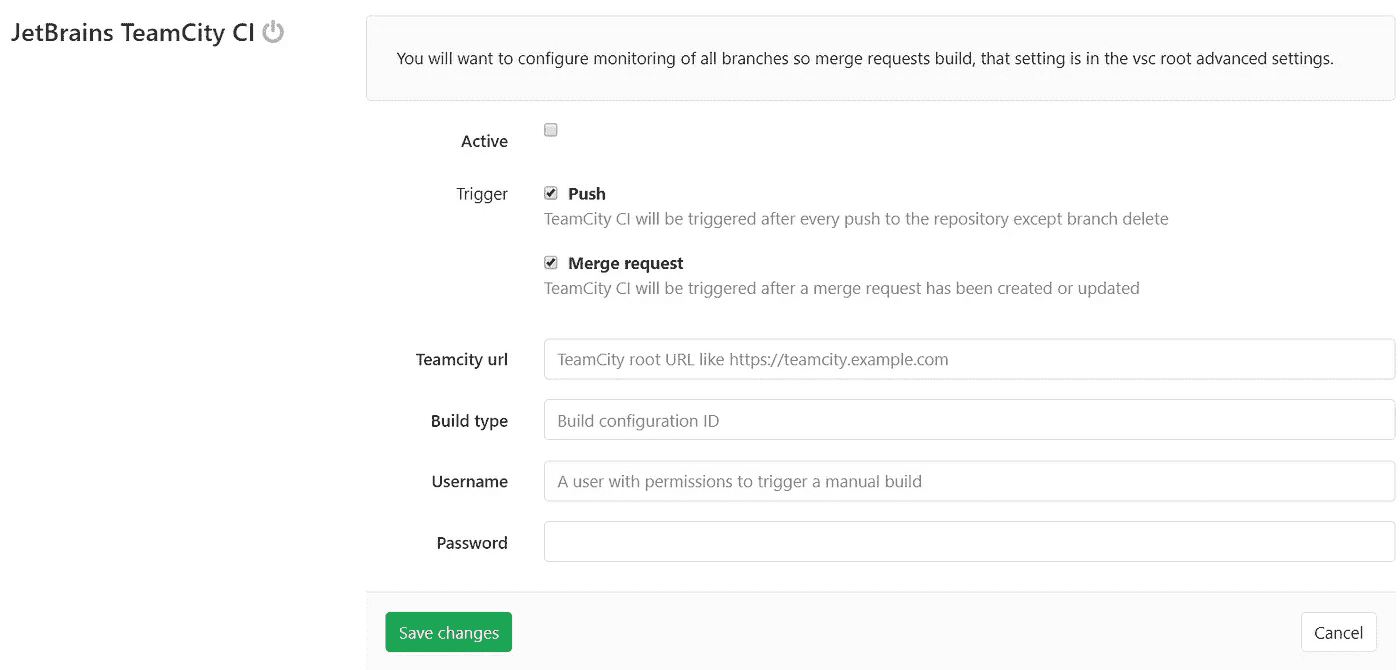 JetBrains TeamCity CI
You will want to configure monitoring of all branches so merge requests build, that setting is in the vsc root advanced settings.
Active
Trigger
Push
TeamCity CI will be triggered after every push to the repository except branch delete
Merge request
TeamCity CI will be triggered after a merge request has been created or updated
Teamcity url
TeamCity root URL like https://teamcity.example.com
Build type
Build configuration ID
Username
A user with permissions to trigger a manual build
Password
Save changes
Cancel